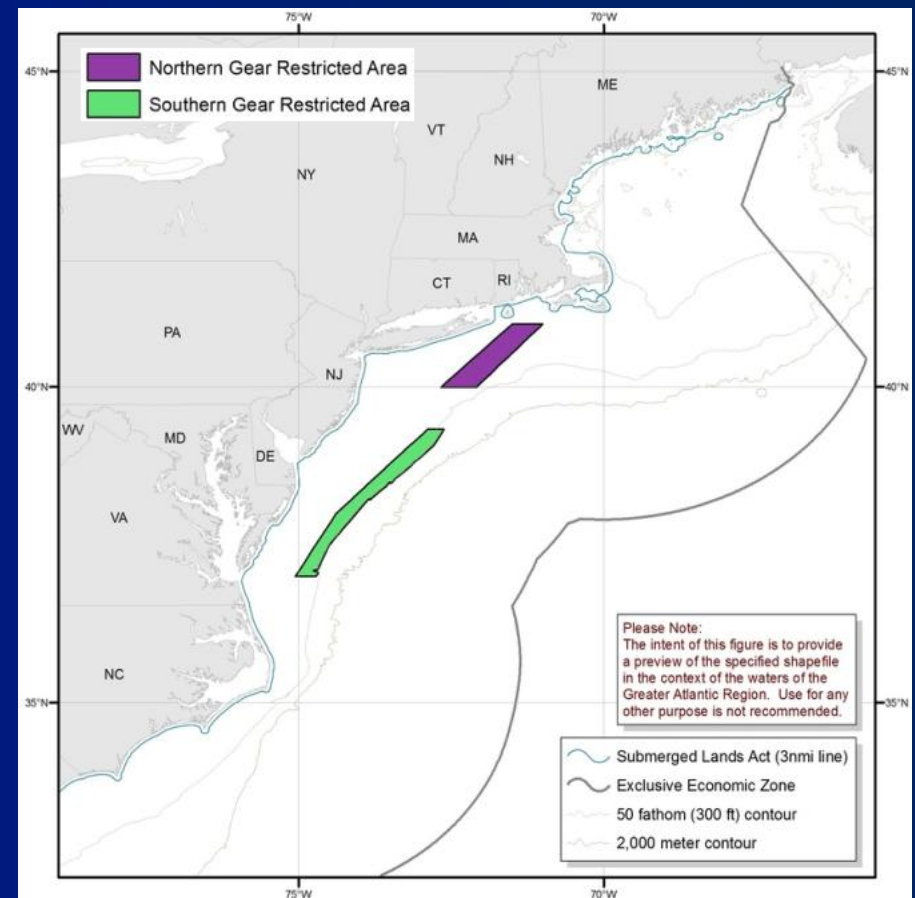 75°W
70°W
Northern Gear Restricted Area
Southern Gear Restricted Area
45°N
45°N
ME
VT
NH
NY
MA
CT
RI
PA
NJ
40°N
40°N
WV
MD
DE
VA
NC
35°N
35°N
Please Note:
The intent of this figure is to provide
a preview of the specified shapefile
in the context of the waters of the
Greater Atlantic Region. Use for any
other purpose is not recommended.
Submerged Lands Act (3nmi line)
Exclusive Economic Zone
50 fathom (300 ft) contour
2,000 meter contour
75°W
70°W